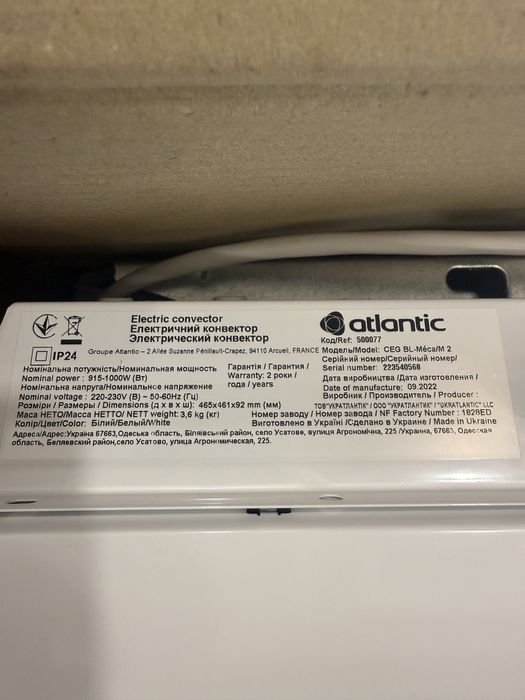 Electric convector
Електричний конвектор
Электрический конвектор
atlantic
Код/Ref: 500077
IP24
Groupe Atlantic – 2 Allée Suzanne Pénillault-Crapez, 94110 Arcueil, FRANCE
Модель/Model: CEG BL-Méca/M 2
Номінальна потужність/Номинальная мощность
Nominal power : 915-1000W (Вт)
Номінальна напруга/Номинальное напряжение
Nominal voltage : 220-230V (В) ~ 50-60Hz (Гц)
Розміри / Размеры / Dimensions (д х в х ш): 465x461x92 mm (мм)
Маса НЕТО/Масса НЕТТО/ NETT weight: 3,6 kg (кг)
Колір/Цвет/Color: Білий/Белый/White
Гарантія / Гарантия /
Warranty: 2 роки /
года / years
Серійний номер/Серийный номер/
Serial number: 223540568
Дата виробництва /Дата изготовления /
Date of manufacture: 09.2022
Виробник / Производитель / Producer :
ТОВ"УКРАТЛАНТІК" / ООО "УКРАТЛАНТИК" / "UKRATLANTIC" LLC
Номер заводу / Номер завода / NF Factory Number : 1828ED
Виготовлено в Україні /Сделано в Украине / Made in Ukraine
Адреса/Адрес:Україна 67663,Одеська область, Біляївський район, село Усатове, вулиця Агрономічна, 225 /Украина, 67663, Одесская
область, Беляевский район,село Усатово, улица Агрономическая, 225.